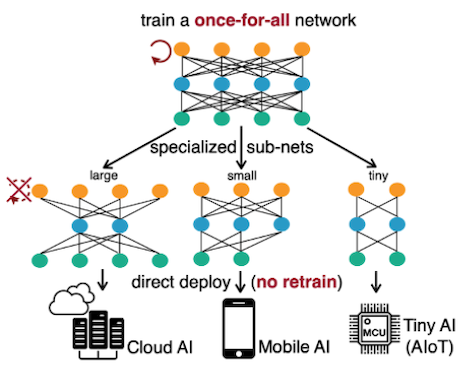 train a once-for-all network
specialized sub-nets
large small tiny
direct deploy (no retrain)
Cloud AI
Mobile AI
MCU
Tiny AI
(AIoT)